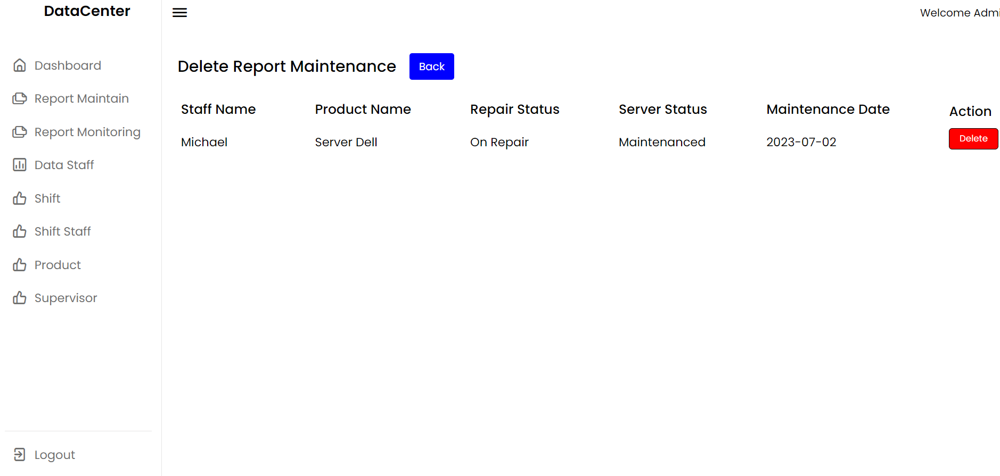 DataCenter
Welcome Admi
Dashboard
Report Maintain
Report Monitoring
Data Staff
Shift
Shift Staff
Product
Supervisor
Logout
Delete Report Maintenance Back
Staff Name Product Name Repair Status Server Status Maintenance Date Action
Michael Server Dell On Repair Maintenanced 2023-07-02 Delete